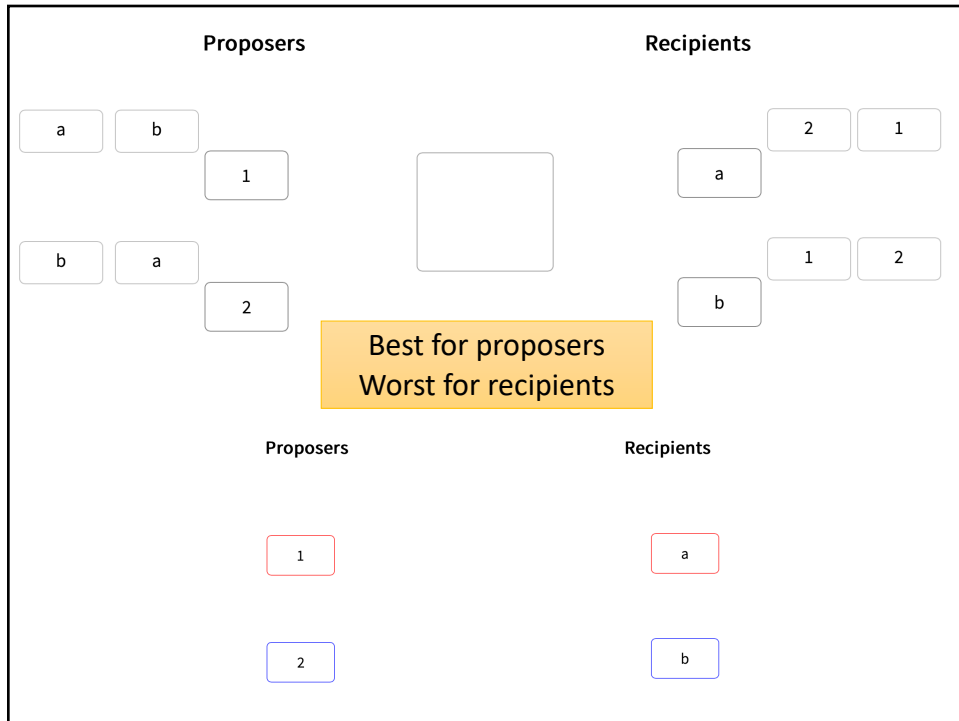 Proposers Recipients
a b 2 1
1 a
b a 1 2
2 b
Best for proposers
Worst for recipients
Proposers Recipients
1 a
2 b